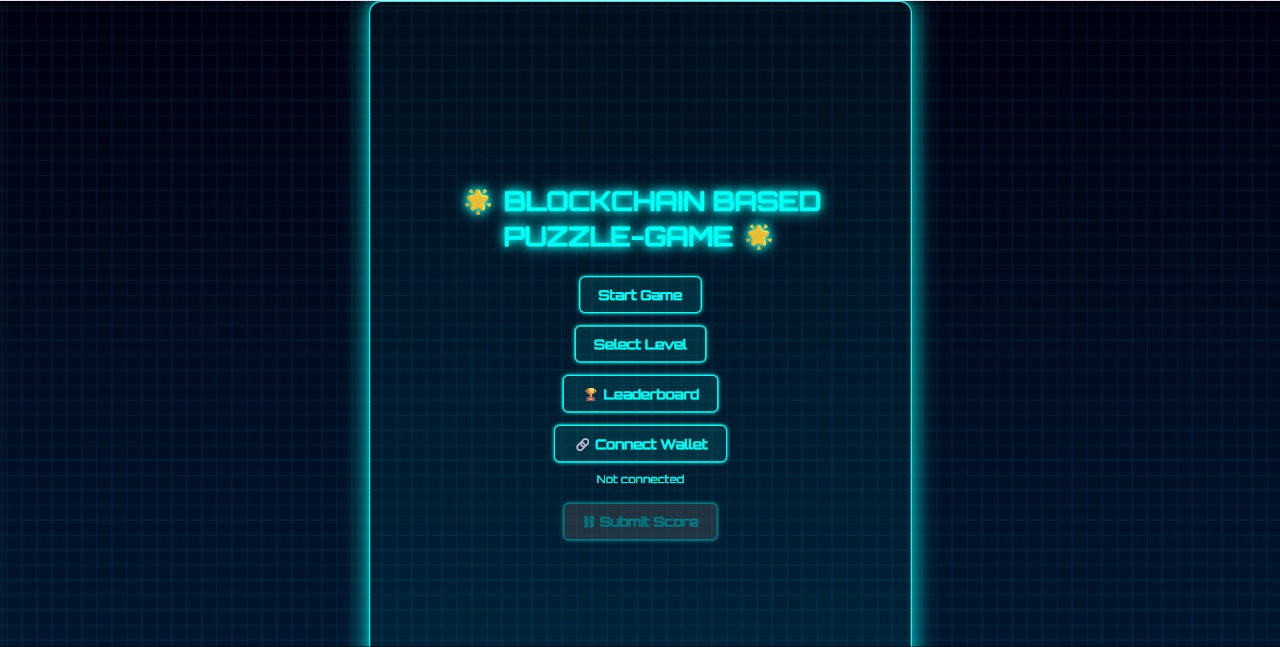 🌟 BLOCKCHAIN BASED
PUZZLE-GAME 🌟
Start Game
Select Level
🏆 Leaderboard
🔗 Connect Wallet
Not connected
⛓ Submit Score